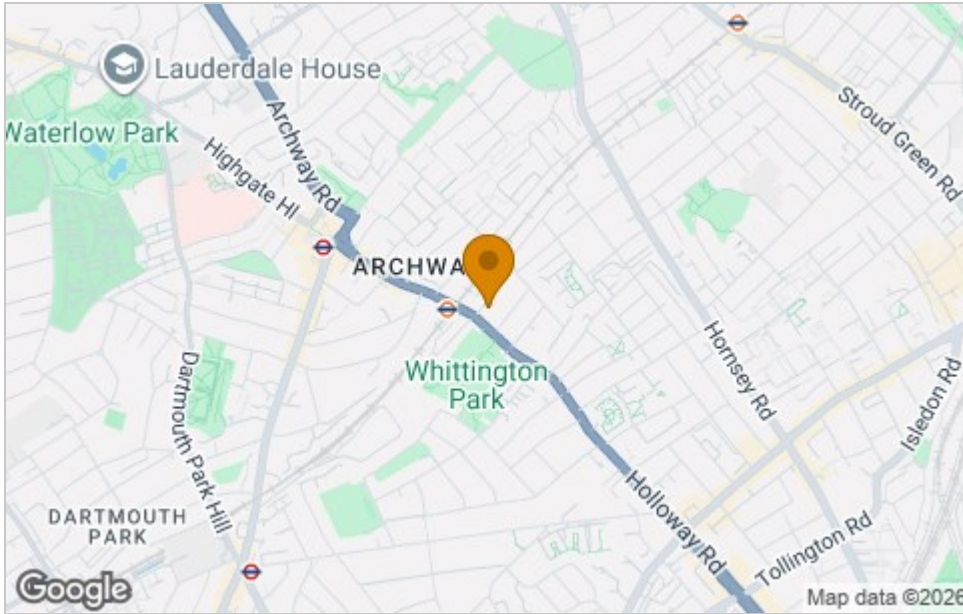 Lauderdale House
Waterlow Park
Archway Rd
Highgate Hl
Stroud Green Rd
ARCHWA
Whittington
Park
Hornsey Rd
Isledon Rd
Dartmouth Park Hill
Holloway Rd
DARTMOUTH
PARK
Tollington Rd
Google
Map data ©2026